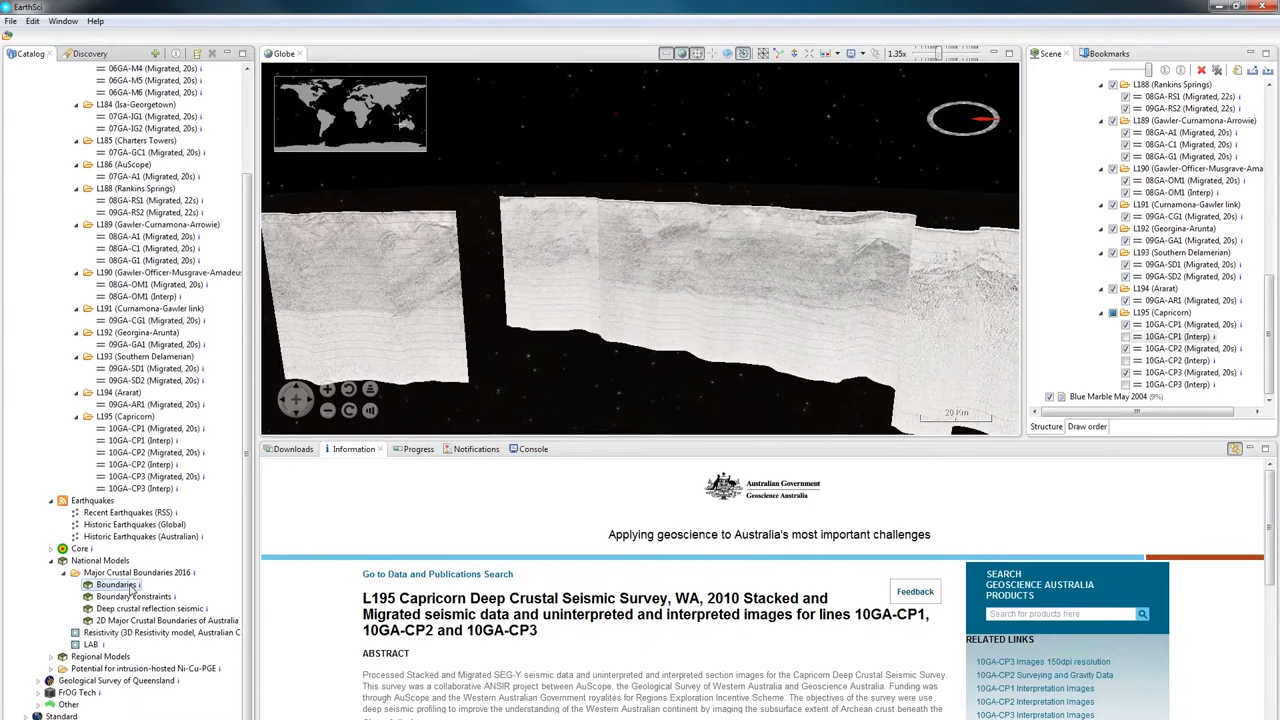 EarthSci
File Edit Window Help
Catalog Discovery
06GA-M4 (Migrated, 20s) i
06GA-M5 (Migrated, 20s) i
06GA-M6 (Migrated, 20s) i
L184 (Isa-Georgetown)
07GA-IG1 (Migrated, 20s) i
07GA-IG2 (Migrated, 20s) i
L185 (Charters Towers)
07GA-GC1 (Migrated, 20s) i
L186 (AuScope)
07GA-A1 (Migrated, 20s) i
L188 (Rankins Springs)
08GA-RS1 (Migrated, 22s) i
09GA-RS2 (Migrated, 22s) i
L189 (Gawler-Curnamona-Arrowie)
08GA-A1 (Migrated, 20s) i
08GA-C1 (Migrated, 20s) i
08GA-G1 (Migrated, 20s) i
L190 (Gawler-Officer-Musgrave-Amadeus
08GA-OM1 (Migrated, 20s) i
08GA-OM1 (Interp) i
L191 (Curnamona-Gawler link)
09GA-CG1 (Migrated, 20s) i
L192 (Georgina-Arunta)
09GA-GA1 (Migrated, 20s) i
L193 (Southern Delamerian)
09GA-SD1 (Migrated, 20s) i
09GA-SD2 (Migrated, 20s) i
L194 (Ararat)
09GA-AR1 (Migrated, 20s) i
L195 (Capricorn)
10GA-CP1 (Migrated, 20s) i
10GA-CP1 (Interp) i
10GA-CP2 (Migrated, 20s) i
10GA-CP2 (Interp) i
10GA-CP3 (Migrated, 20s) i
10GA-CP3 (Interp) i
Earthquakes
Recent Earthquakes (RSS) i
Historic Earthquakes (Global)
Historic Earthquakes (Australian) i
Core i
National Models
Major Crustal Boundaries 2016 i
Boundaries i
Boundary constraints i
Deep crustal reflection seismic i
2D Major Crustal Boundaries of Australia
Resistivity (3D Resistivity model, Australian C
LAB i
Regional Models
Potential for intrusion-hosted Ni-Cu-PGE i
Geological Survey of Queensland i
FrOG Tech i
Other
Standard
Globe
1.35x
20 Km
Scene Bookmarks
L188 (Rankins Springs)
08GA-RS1 (Migrated, 22s) i
09GA-RS2 (Migrated, 22s) i
L189 (Gawler-Curnamona-Arrowie)
08GA-A1 (Migrated, 20s) i
08GA-C1 (Migrated, 20s) i
08GA-G1 (Migrated, 20s) i
L190 (Gawler-Officer-Musgrave-Ama
08GA-OM1 (Migrated, 20s) i
08GA-OM1 (Interp) i
L191 (Curnamona-Gawler link)
09GA-CG1 (Migrated, 20s) i
L192 (Georgina-Arunta)
09GA-GA1 (Migrated, 20s) i
L193 (Southern Delamerian)
09GA-SD1 (Migrated, 20s) i
09GA-SD2 (Migrated, 20s) i
L194 (Ararat)
09GA-AR1 (Migrated, 20s) i
L195 (Capricorn)
10GA-CP1 (Migrated, 20s) i
10GA-CP1 (Interp) i
10GA-CP2 (Migrated, 20s) i
10GA-CP2 (Interp) i
10GA-CP3 (Migrated, 20s) i
10GA-CP3 (Interp) i
Blue Marble May 2004 (9%) i
Structure Draw order
Downloads Information Progress Notifications Console
Australian Government
Geoscience Australia
Applying geoscience to Australia's most important challenges
Go to Data and Publications Search
Feedback
L195 Capricorn Deep Crustal Seismic Survey, WA, 2010 Stacked and
Migrated seismic data and uninterpreted and interpreted images for lines 10GA-CP1,
10GA-CP2 and 10GA-CP3
ABSTRACT
Processed Stacked and Migrated SEG-Y seismic data and uninterpreted and interpreted section images for the Capricorn Deep Crustal Seismic Survey.
This survey was a collaborative ANSIR project between AuScope, the Geological Survey of Western Australia and Geoscience Australia. Funding was
through AuScope and the Western Australian Government royalties for Regions Exploration Incentive Scheme. The objectives of the survey were use
deep seismic profiling to improve the understanding of the Western Australian continent by imaging the subsurface extent of Archean crust beneath the
SEARCH
GEOSCIENCE AUSTRALIA
PRODUCTS
Search for products here
RELATED LINKS
10GA-CP3 Images 150dpi resolution
10GA-CP2 Surveying and Gravity Data
10GA-CP1 Interpretation Images
10GA-CP2 Interpretation Images
10GA-CP3 Interpretation Images